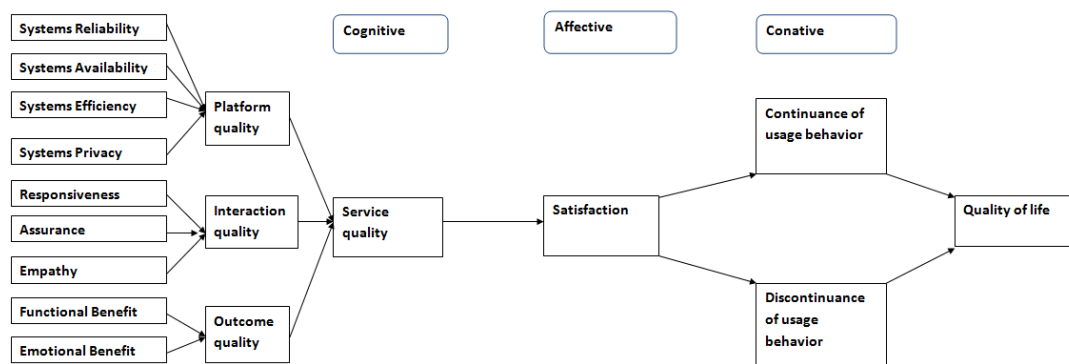 Systems Reliability
Systems Availability
Systems Efficiency
Systems Privacy
Responsiveness
Assurance
Empathy
Functional Benefit
Emotional Benefit
Platform
quality
Interaction
quality
Outcome
quality
Cognitive
Service
quality
Affective
Satisfaction
Conative
Continuance of
usage behavior
Discontinuance
of usage
behavior
Quality of life